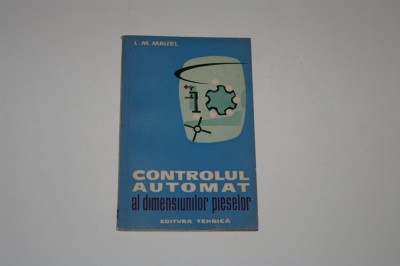 L. M. MAIZEL
CONTROLUL
AUTOMAT
al dimensiunilor pieselor
EDITURA TEHNICĂ